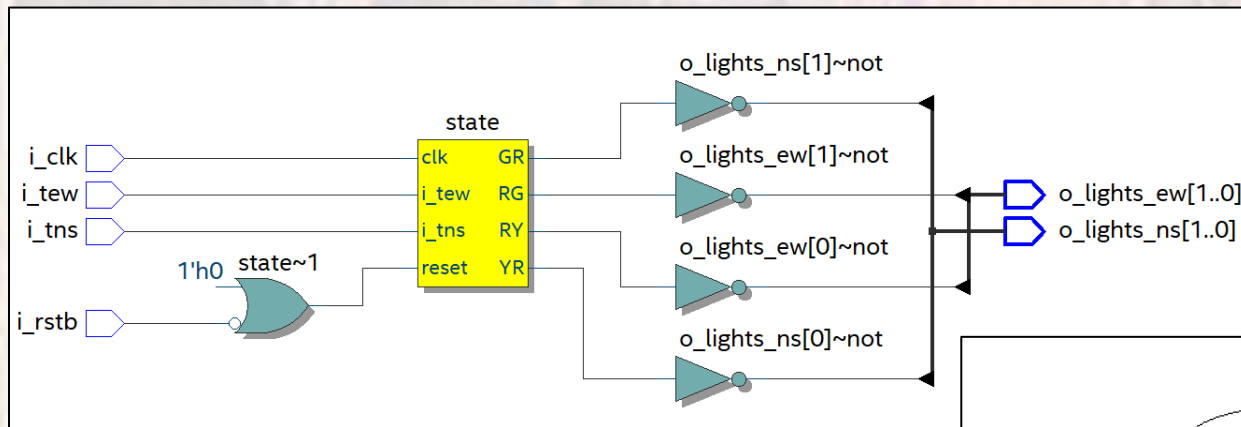 o_lights_ns[1]~not
state
i_clk
clk
GR
o_lights_ew[1]~not
i_tew
i_tew
RG
o_lights_ew[1..0]
i_tns
i_tns
RY
o_lights_ns[1..0]
o_lights_ew[0]~not
1'h0
state~1
reset
YR
i_rstb
o_lights_ns[0]~not